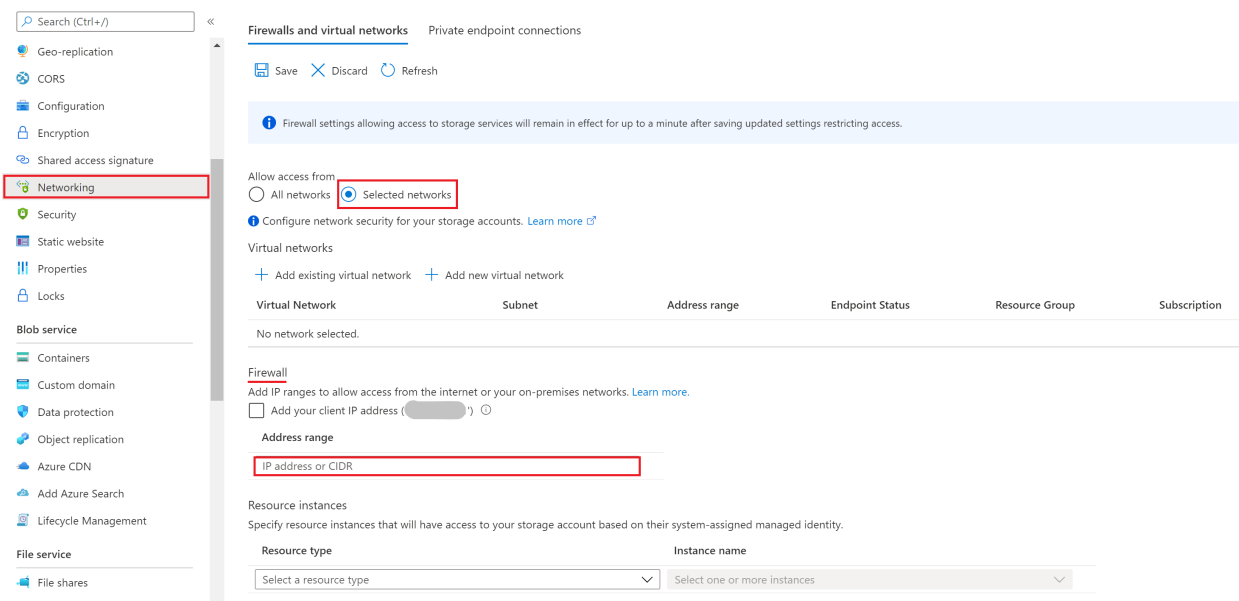 Search (Ctrl+/)
«
Geo-replication
CORS
Configuration
Encryption
Shared access signature
Networking
Security
Static website
Properties
Locks
Blob service
Containers
Custom domain
Data protection
Object replication
Azure CDN
Add Azure Search
Lifecycle Management
File service
File shares
Firewalls and virtual networks Private endpoint connections
Save Discard Refresh
Firewall settings allowing access to storage services will remain in effect for up to a minute after saving updated settings restricting access.
Allow access from
All networks Selected networks
Configure network security for your storage accounts. Learn more
Virtual networks
+ Add existing virtual network + Add new virtual network
Virtual Network Subnet Address range Endpoint Status Resource Group Subscription
No network selected.
Firewall
Add IP ranges to allow access from the internet or your on-premises networks. Learn more.
Add your client IP address ( ')
Address range
IP address or CIDR
Resource instances
Specify resource instances that will have access to your storage account based on their system-assigned managed identity.
Resource type Instance name
Select a resource type Select one or more instances